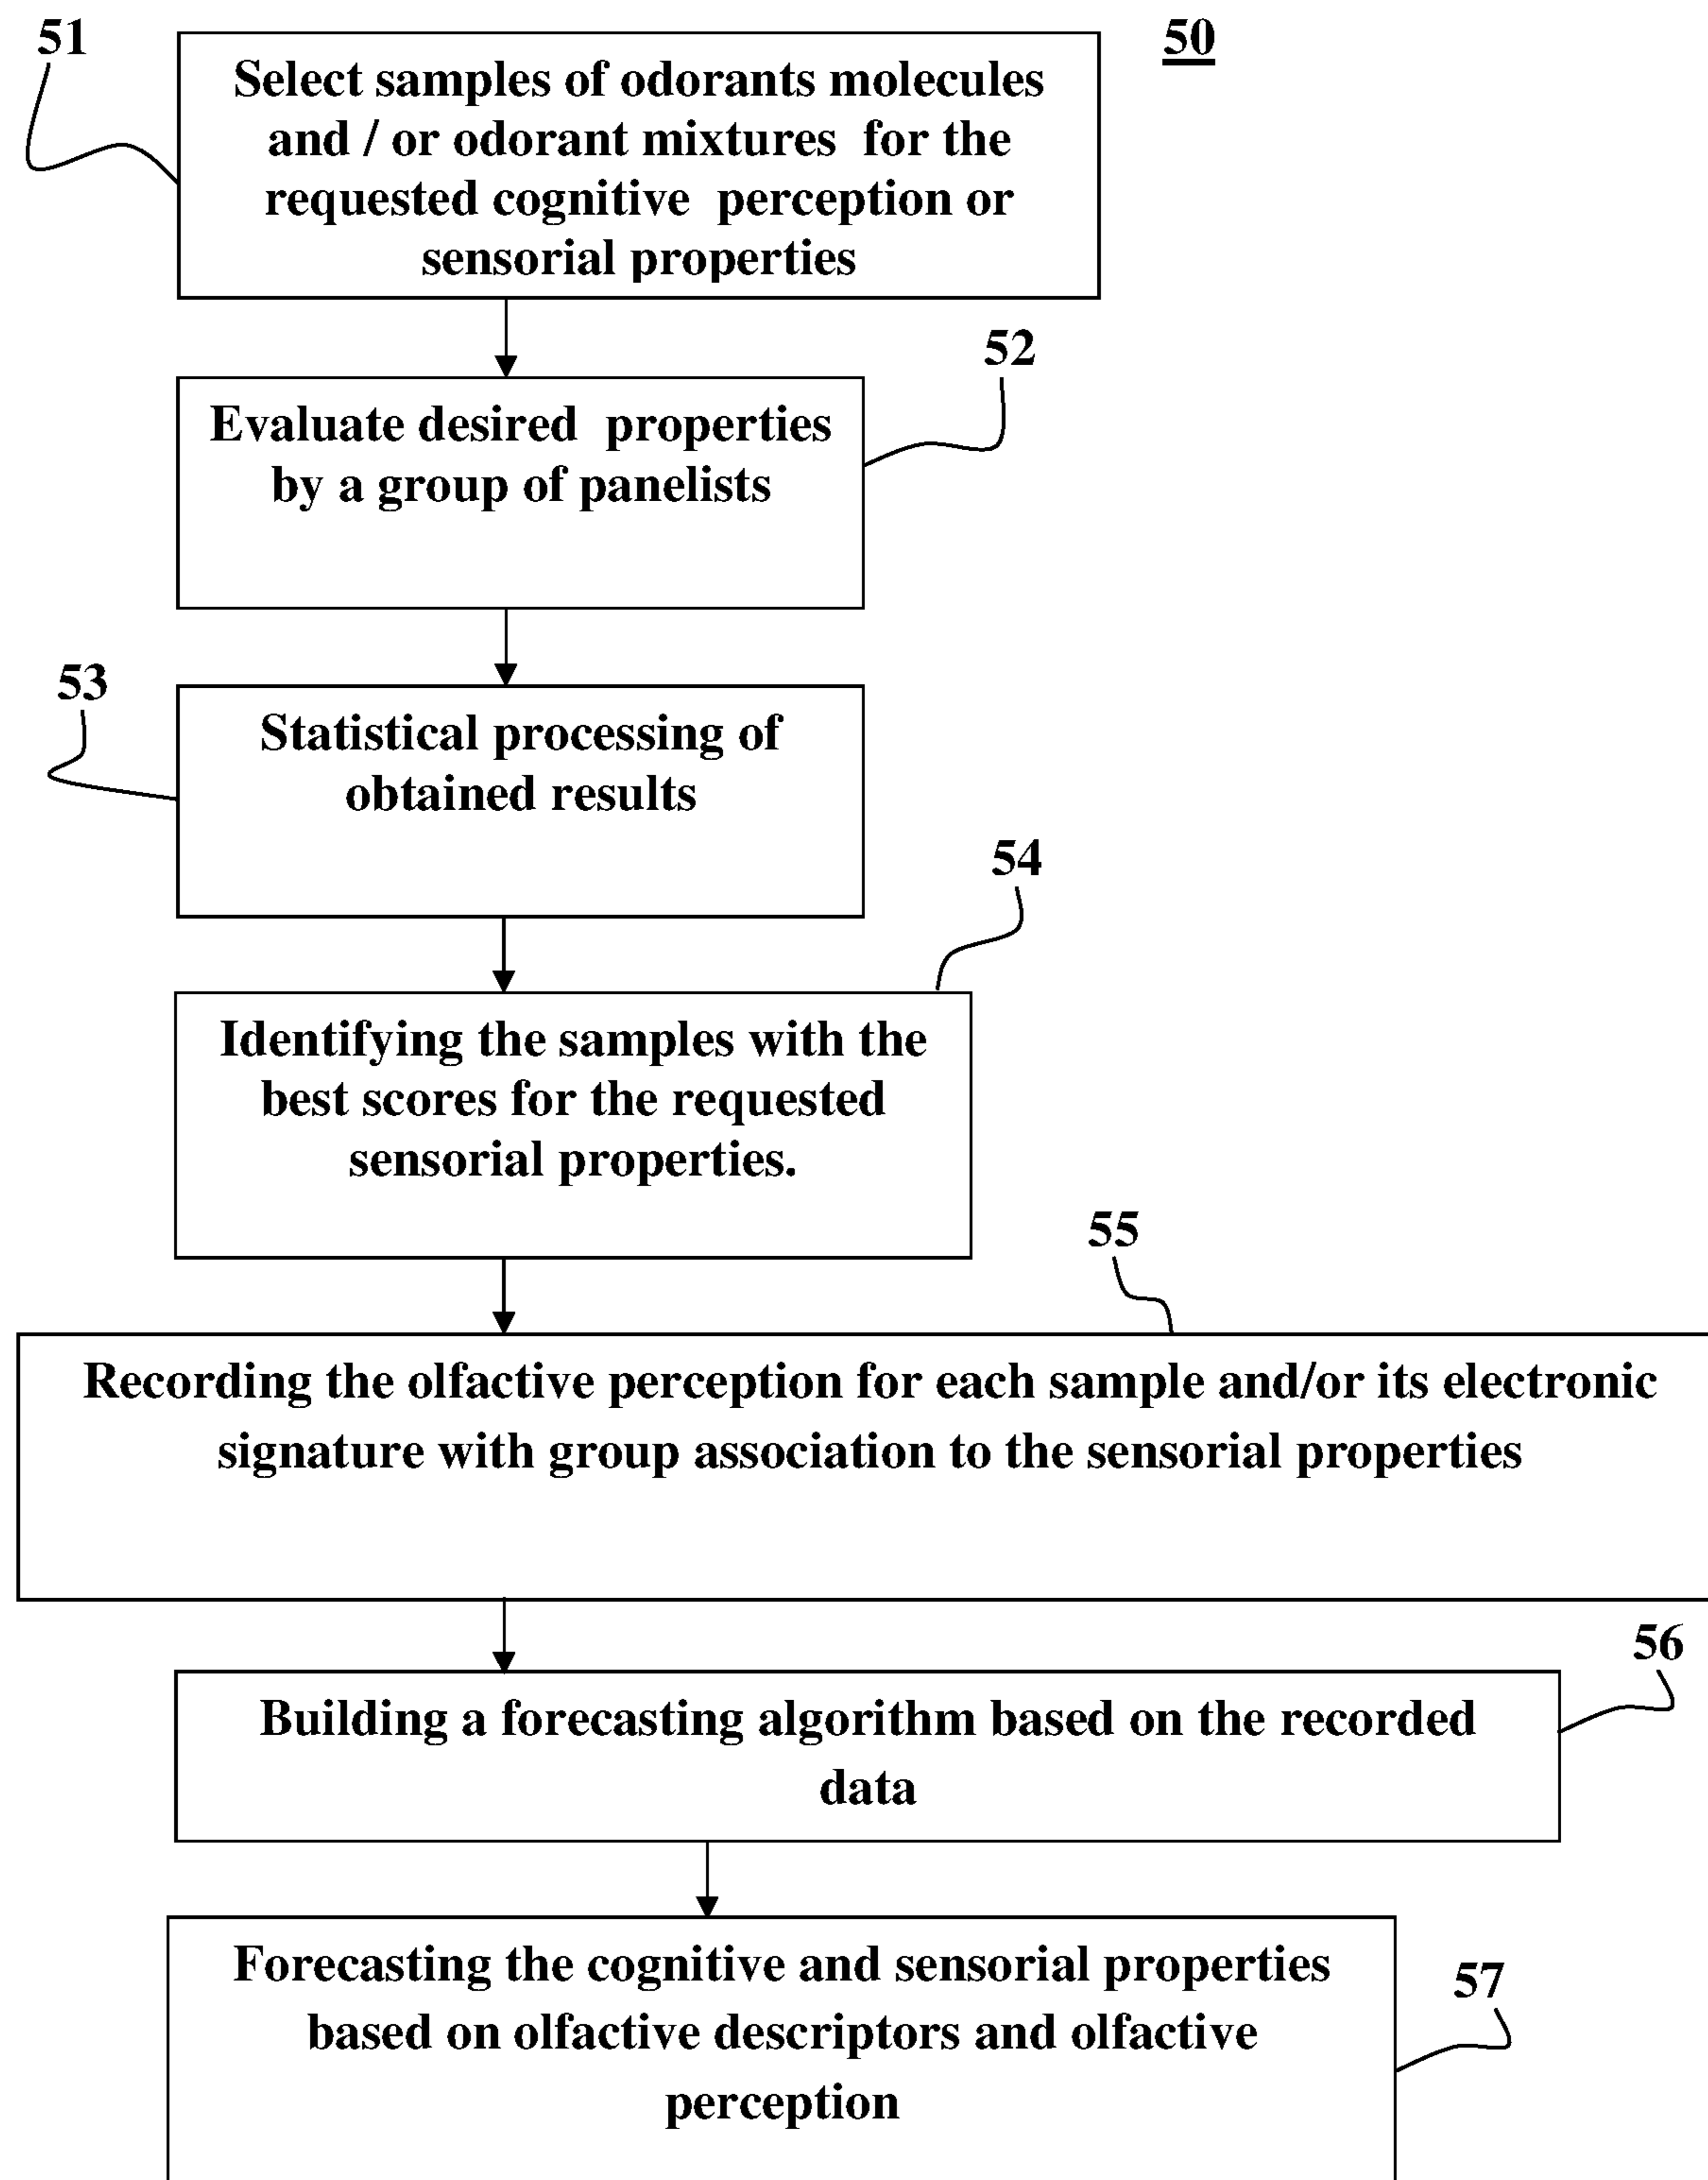 51
50
Select samples of odorants molecules
and / or odorant mixtures for the
requested cognitive perception or
sensorial properties
52
Evaluate desired properties
by a group of panelists
53
Statistical processing of
obtained results
54
Identifying the samples with the
best scores for the requested
sensorial properties.
55
Recording the olfactive perception for each sample and/or its electronic
signature with group association to the sensorial properties
56
Building a forecasting algorithm based on the recorded
data
57
Forecasting the cognitive and sensorial properties
based on olfactive descriptors and olfactive
perception